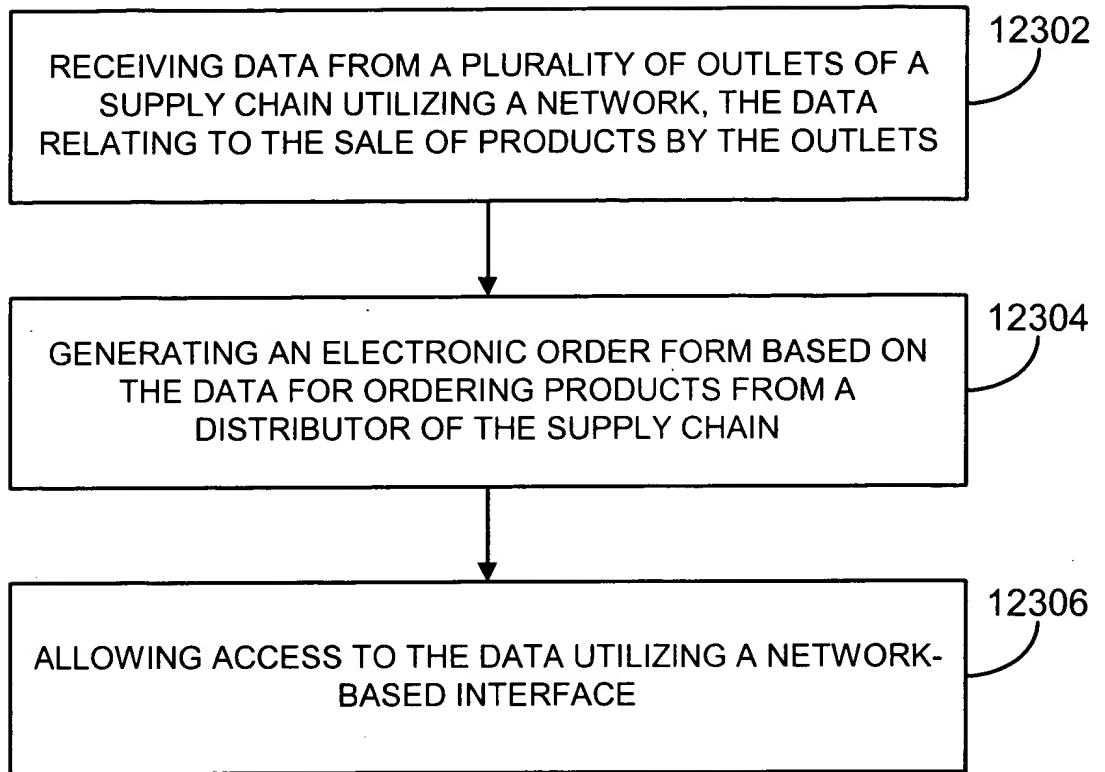 12302
RECEIVING DATA FROM A PLURALITY OF OUTLETS OF A
SUPPLY CHAIN UTILIZING A NETWORK, THE DATA
RELATING TO THE SALE OF PRODUCTS BY THE OUTLETS
12304
GENERATING AN ELECTRONIC ORDER FORM BASED ON
THE DATA FOR ORDERING PRODUCTS FROM A
DISTRIBUTOR OF THE SUPPLY CHAIN
12306
ALLOWING ACCESS TO THE DATA UTILIZING A NETWORK-
BASED INTERFACE